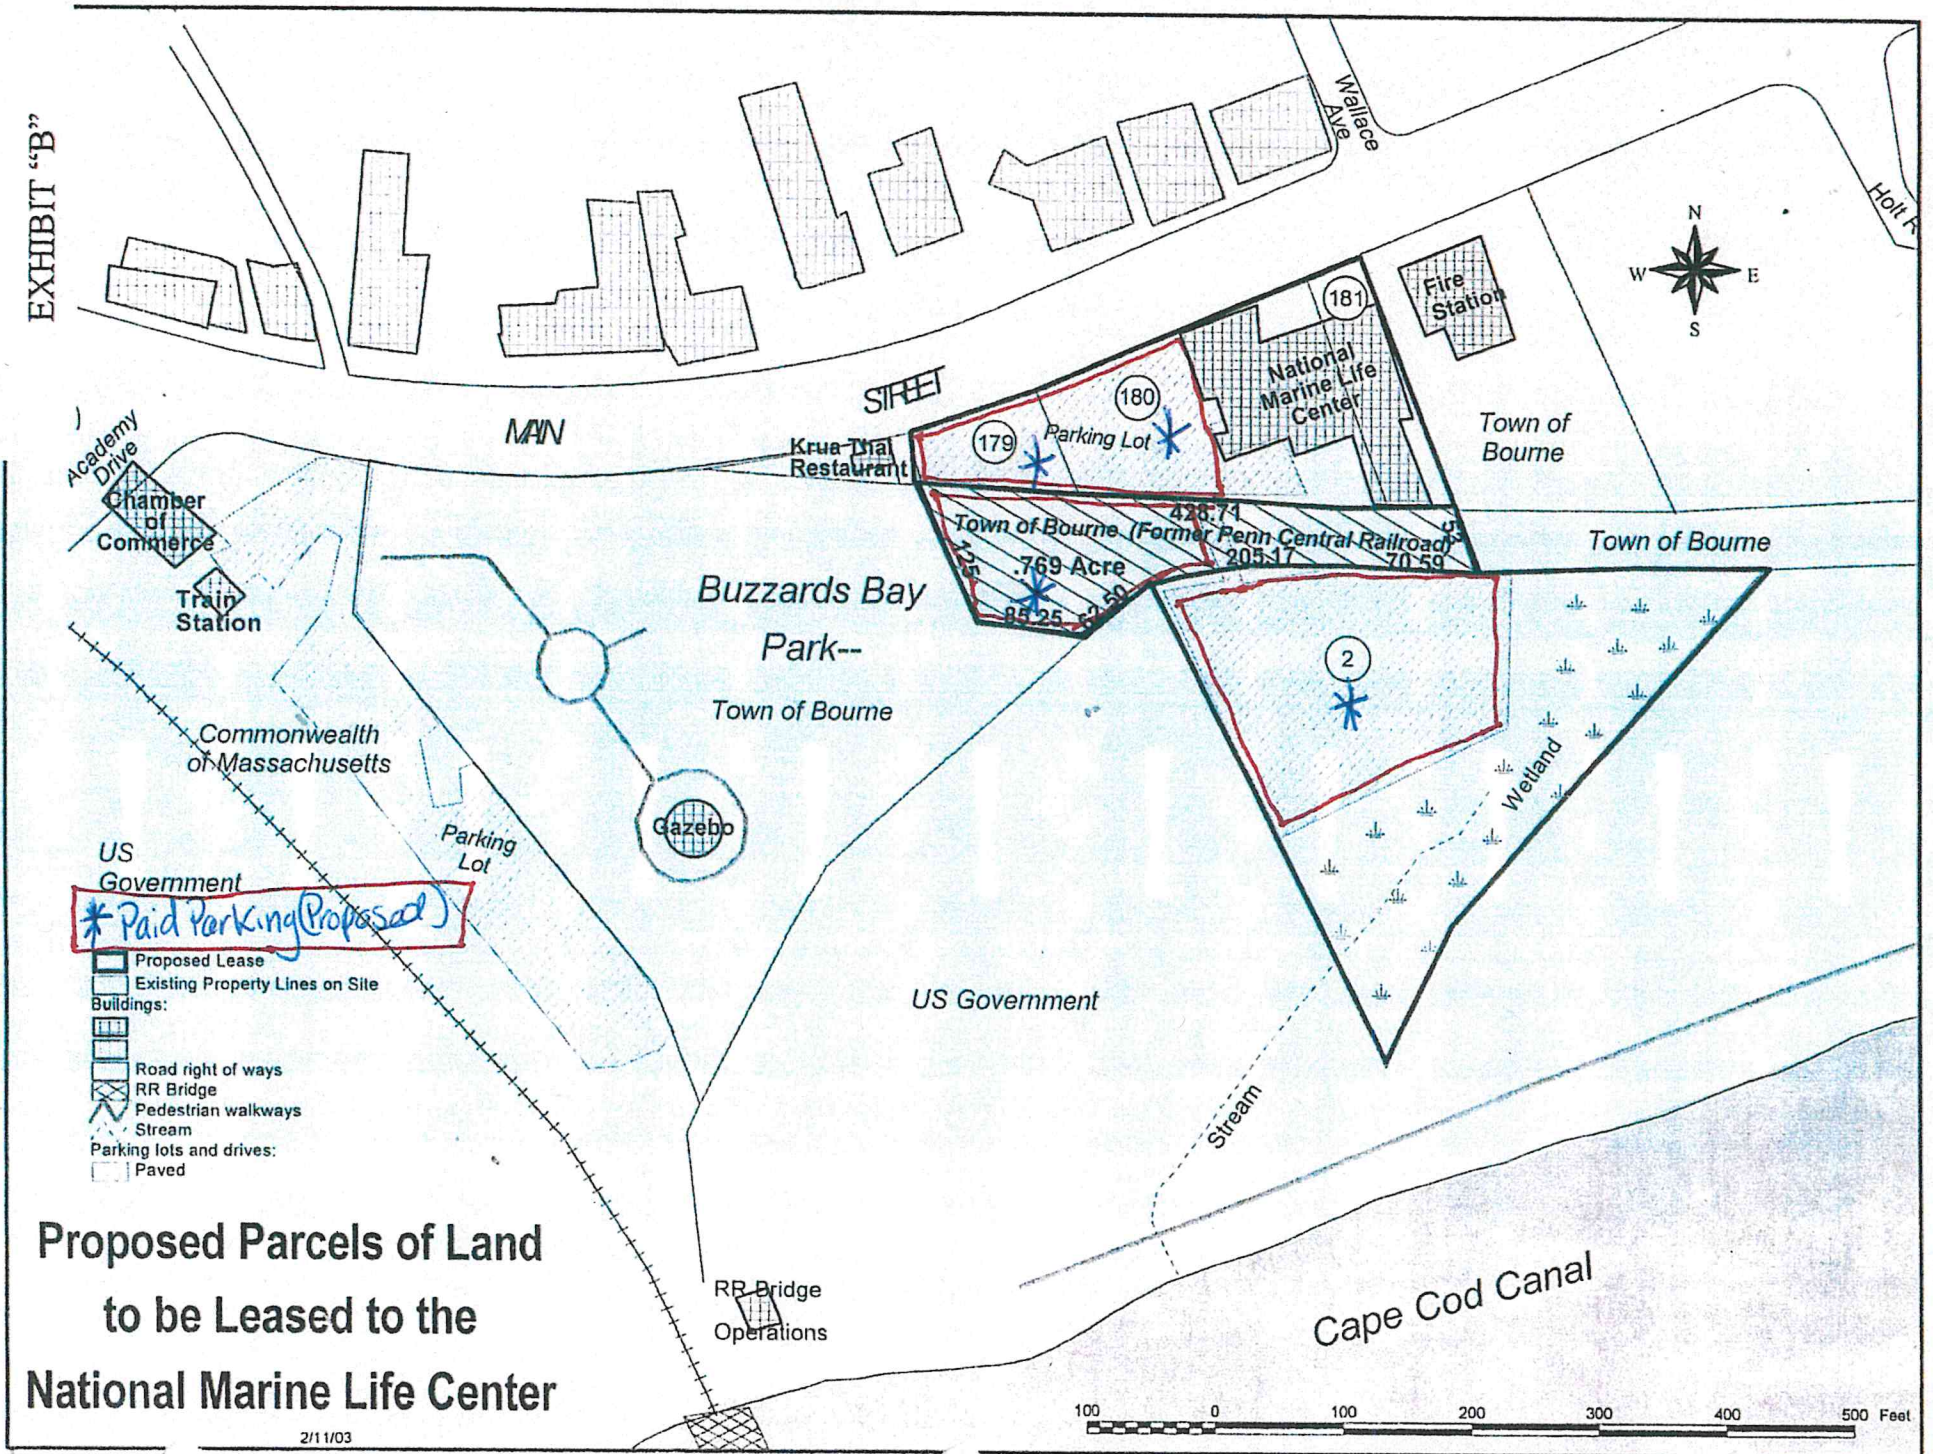 EXHIBIT "B"
Wallace
Ave
Holt R
N
W
E
S
Fire
Station
181
National
Marine Life
Center
180
179
Parking Lot
STREET
MAIN
Krua Thai
Restaurant
Academy
Drive
Chamber
of
Commerce
Train
Station
Town of
Bourne
428.71
Town of Bourne (Former Penn Central Railroad)
53
205.17
70.59
Town of Bourne
125
.769 Acre
85.25
62.50
Buzzards Bay
Park--
Town of Bourne
2
Commonwealth
of Massachusetts
Wetland
Gazebo
Parking
Lot
US
Government
* Paid Parking (Proposed)
Proposed Lease
Existing Property Lines on Site
Buildings:
Road right of ways
RR Bridge
Pedestrian walkways
Stream
Parking lots and drives:
Paved
US Government
Stream
Proposed Parcels of Land
to be Leased to the
National Marine Life Center
2/11/03
RR Bridge
Operations
Cape Cod Canal
100 0 100 200 300 400 500 Feet